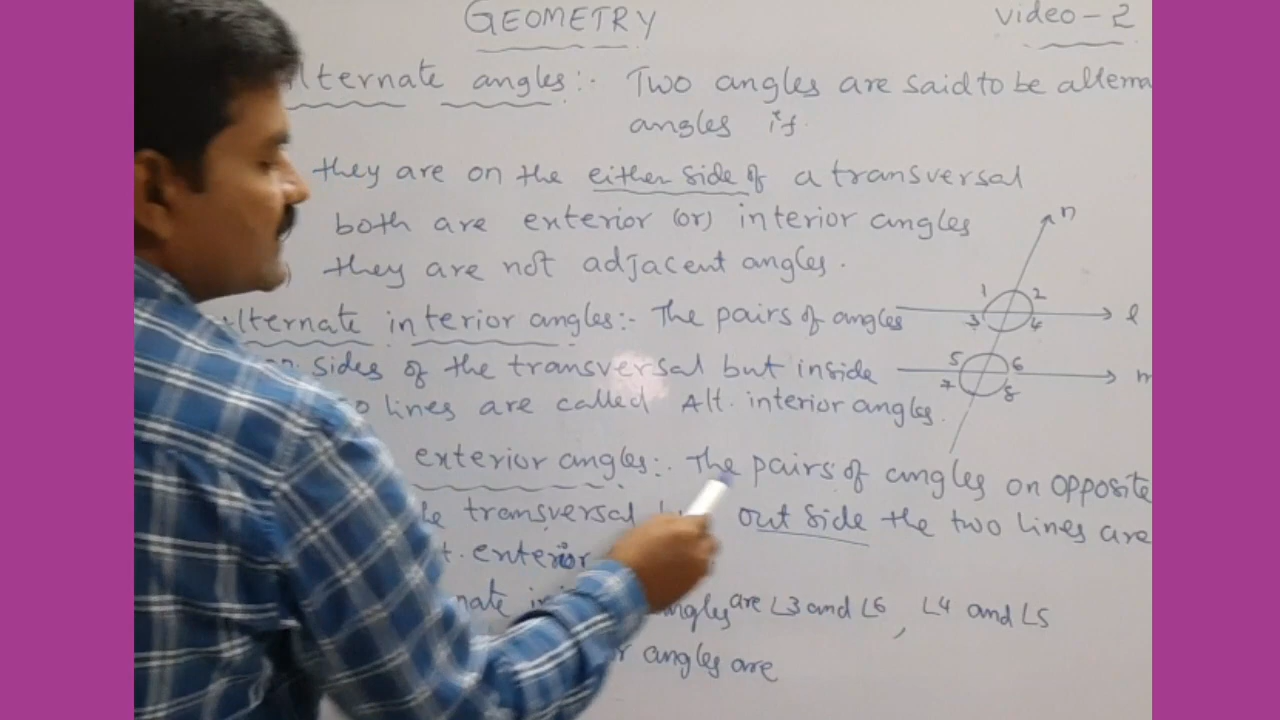 GEOMETRY
video-2
lternate angles:- Two angles are said to be alterna
angles if
they are on the either side of a transversal
both are exterior (or) interior angles
they are not adjacent angles.
alternate interior angles:- The pairs of angles
sides of the transversal but inside
lines are called Alt. interior angles.
exterior angles:- The pairs of angles on opposite
transversal out side the two lines are
t. exterior
nate angles are ∠3 and ∠6, ∠4 and ∠5
angles are
n
1 2
3 4
l
5 6
7 8
m